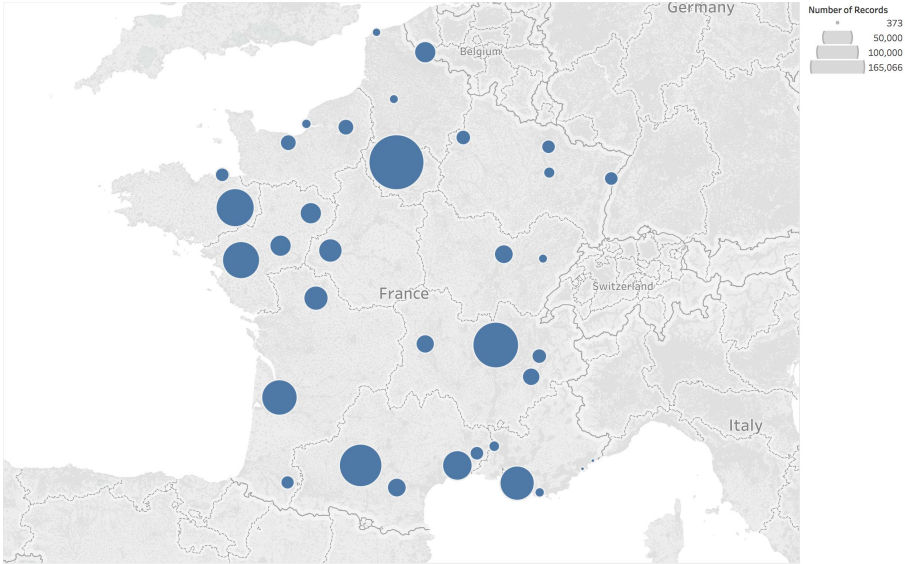 Germany
Number of Records
373
50,000
100,000
165,066
Belgium
France
Switzerland
Italy